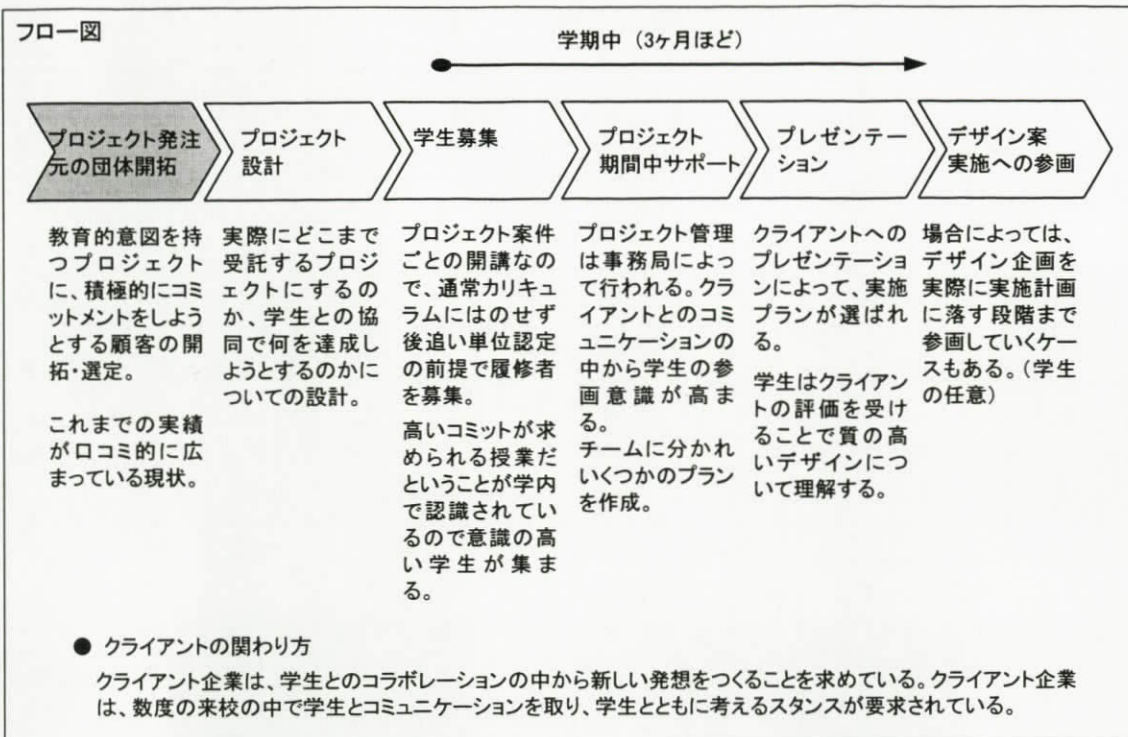 フロー図
学期中（3ヶ月ほど）
プロジェクト発注
元の団体開拓
プロジェクト
設計
学生募集
プロジェクト
期間中サポート
プレゼンテー
ション
デザイン案
実施への参画
教育的意図を持
つプロジェクト
に、積極的にコミ
ットメントをしよう
とする顧客の開
拓・選定。
これまでの実績
が口コミ的に広
まっている現状。
実際にどこまで
受託するプロジ
ェクトにするの
か、学生との協
同で何を達成し
ようとするのかに
ついての設計。
プロジェクト案件
ごとの開講なの
で、通常カリキュ
ラムにはのせず
後追い単位認定
の前提で履修者
を募集。
高いコミットが求
められる授業だ
ということが学内
で認識されてい
るので意識の高
い学生が集ま
る。
プロジェクト管理
は事務局によっ
て行われる。クラ
イアントとのコミ
ュニケーションの
中から学生の参
画意識が高ま
る。
チームに分かれ
いくつかのプラン
を作成。
クライアントへの
プレゼンテーショ
ンによって、実施
プランが選ばれ
る。
学生はクライアン
トの評価を受け
ることで質の高
いデザインにつ
いて理解する。
場合によっては、
デザイン企画を
実際に実施計画
に落す段階まで
参画していくケー
スもある。（学生
の任意）
● クライアントの関わり方
クライアント企業は、学生とのコラボレーションの中から新しい発想をつくることを求めている。クライアント企業
は、数度の来校の中で学生とコミュニケーションを取り、学生とともに考えるスタンスが要求されている。